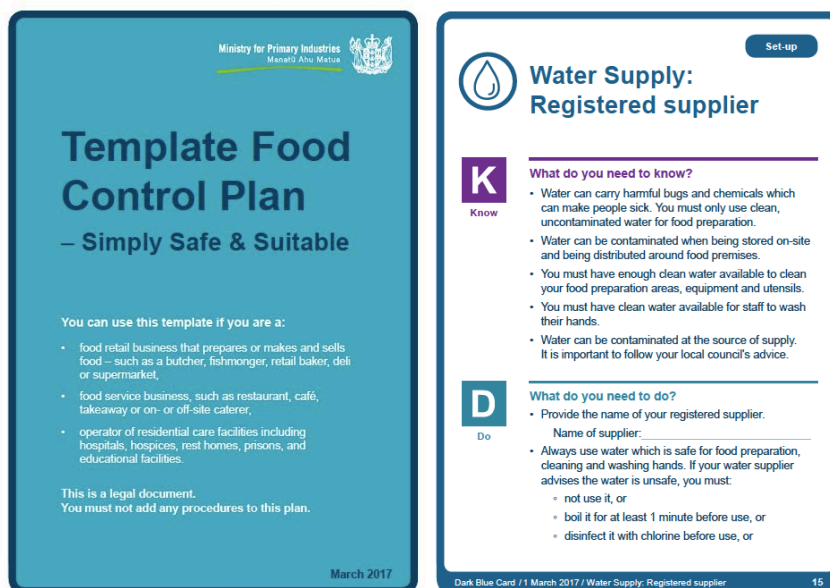 Ministry for Primary Industries
Manatū Ahu Matua
Template Food
Control Plan
– Simply Safe & Suitable
You can use this template if you are a:
• food retail business that prepares or makes and sells
food – such as a butcher, fishmonger, retail baker, deli
or supermarket,
• food service business, such as restaurant, café,
takeaway or on- or off-site caterer,
• operator of residential care facilities including
hospitals, hospices, rest homes, prisons, and
educational facilities.
This is a legal document.
You must not add any procedures to this plan.
March 2017
Set-up
Water Supply:
Registered supplier
K
Know
What do you need to know?
• Water can carry harmful bugs and chemicals which
can make people sick. You must only use clean,
uncontaminated water for food preparation.
• Water can be contaminated when being stored on-site
and being distributed around food premises.
• You must have enough clean water available to clean
your food preparation areas, equipment and utensils.
• You must have clean water available for staff to wash
their hands.
• Water can be contaminated at the source of supply.
It is important to follow your local council's advice.
D
Do
What do you need to do?
• Provide the name of your registered supplier.
Name of supplier:
• Always use water which is safe for food preparation,
cleaning and washing hands. If your water supplier
advises the water is unsafe, you must:
◦ not use it, or
◦ boil it for at least 1 minute before use, or
◦ disinfect it with chlorine before use, or
Dark Blue Card / 1 March 2017 / Water Supply: Registered supplier 15